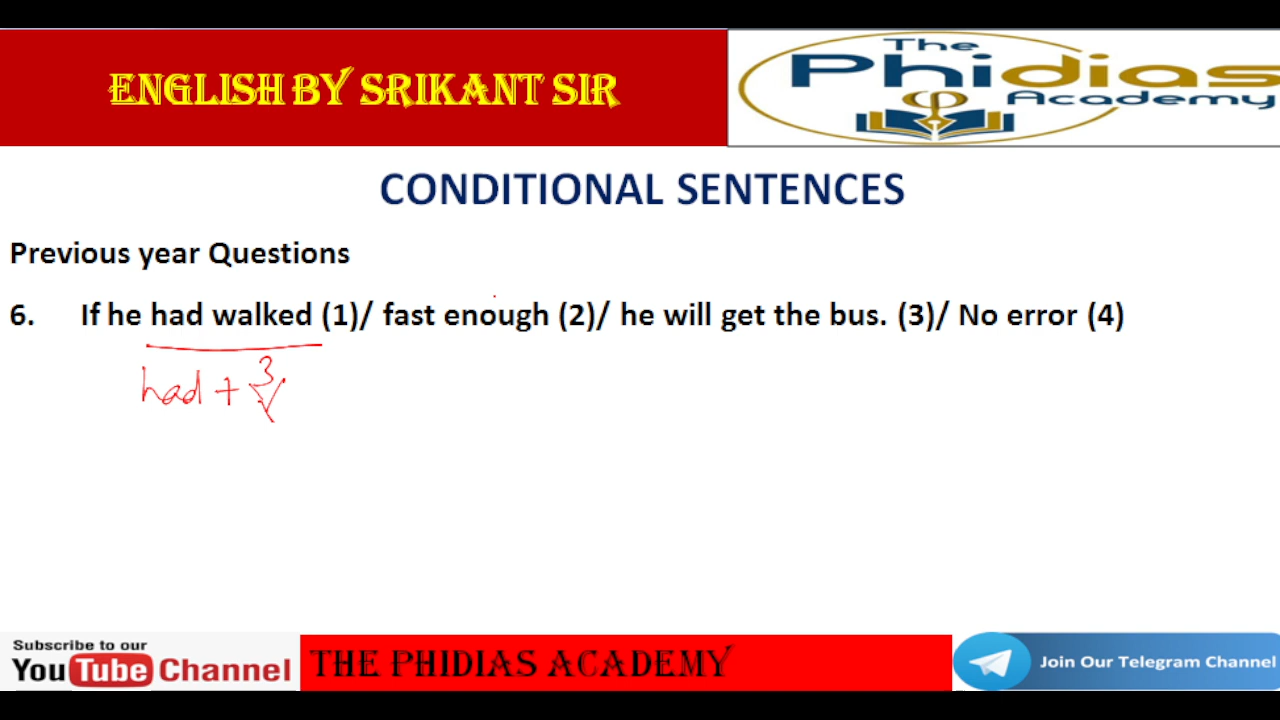 ENGLISH BY SRIKANT SIR
The
Phidias
Academy
CONDITIONAL SENTENCES
Previous year Questions
6. If he had walked (1)/ fast enough (2)/ he will get the bus. (3)/ No error (4)
had + V3
Subscribe to our
YouTube Channel
THE PHIDIAS ACADEMY
Join Our Telegram Channel